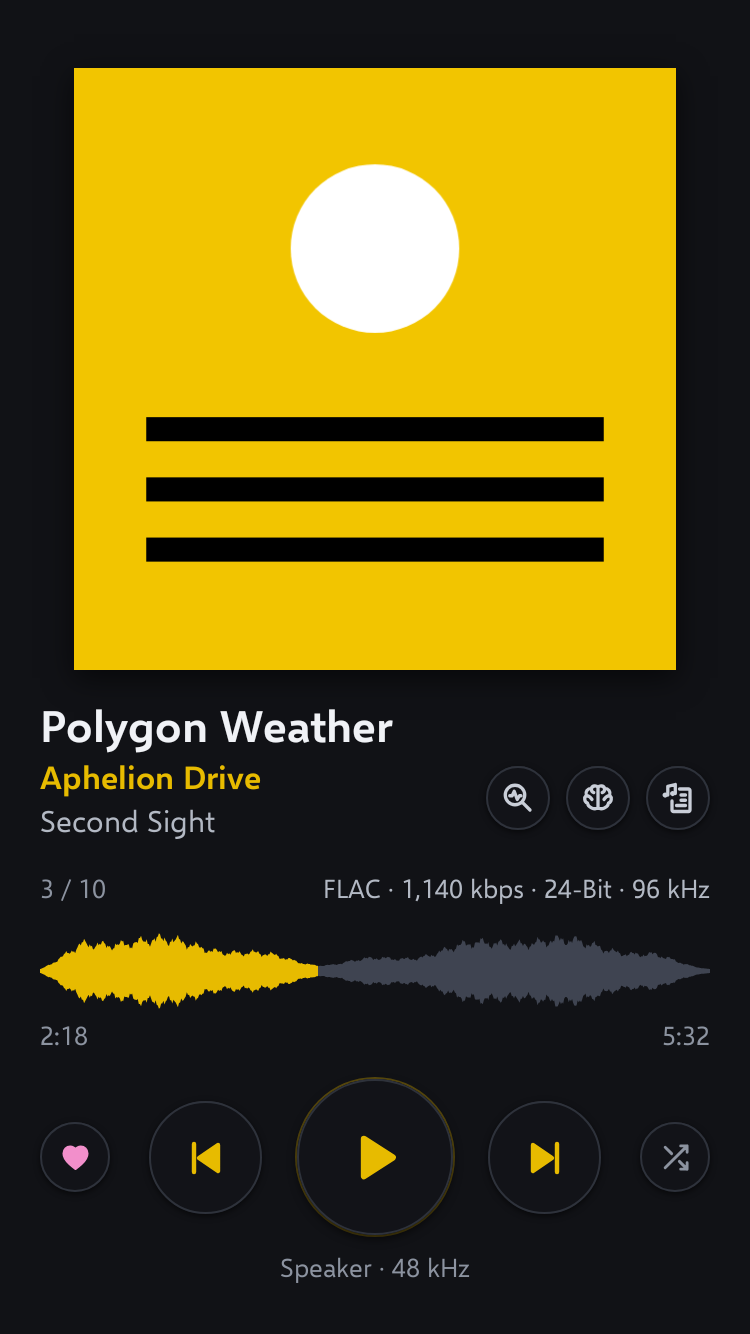 Polygon Weather
Aphelion Drive
Second Sight
3 / 10
FLAC · 1,140 kbps · 24-Bit · 96 kHz
2:18
5:32
Speaker · 48 kHz